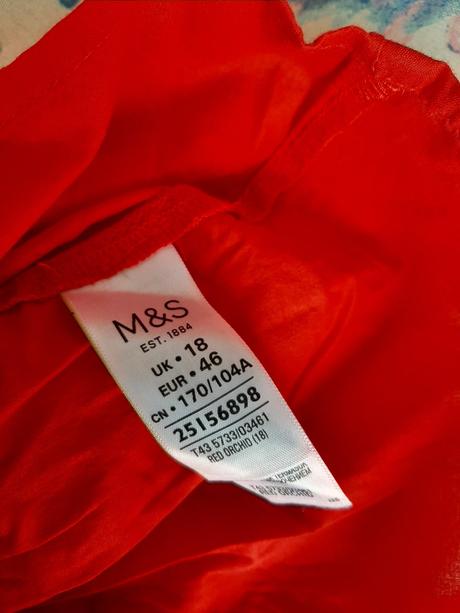 M&S
EST. 1884
UK • 18
EUR • 46
CN • 170/104A
25156898
T43 5733/03461
RED ORCHID (18)